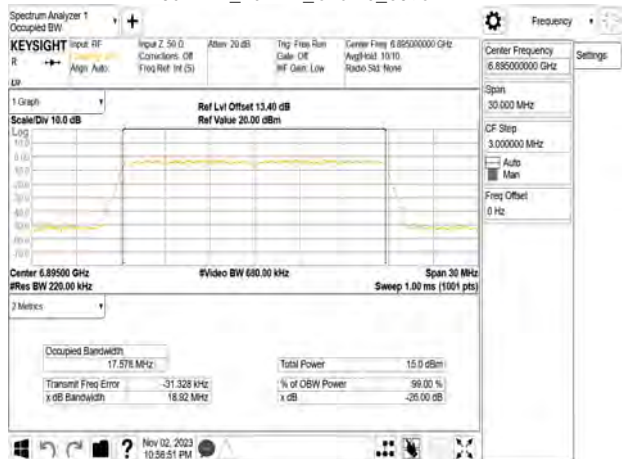 Spectrum Analyzer 1
Occupied BW
Frequency
KEYSIGHT
R
Input: RF
Align: Auto
Input Z: 50 Ω
Corrections: Off
Freq Ref: Int (S)
Atten: 20 dB
Trig: Free Run
Gate: Off
#IF Gain: Low
Center Freq: 6.895000000 GHz
Avg|Hold: 10/10
Radio Std: None
Center Frequency
6.895000000 GHz
Settings
Span
30.000 MHz
CF Step
3.000000 MHz
Auto
Man
Freq Offset
0 Hz
1 Graph
Scale/Div 10.0 dB
Ref Lvl Offset 13.40 dB
Ref Value 20.00 dBm
Log
Center 6.89500 GHz
#Res BW 220.00 kHz
#Video BW 680.00 kHz
Span 30 MHz
Sweep 1.00 ms (1001 pts)
2 Metrics
Occupied Bandwidth
17.578 MHz
Total Power
15.0 dBm
Transmit Freq Error
-31.328 kHz
% of OBW Power
99.00 %
x dB Bandwidth
18.92 MHz
x dB
-26.00 dB
?
Nov 02, 2023
10:56:51 PM